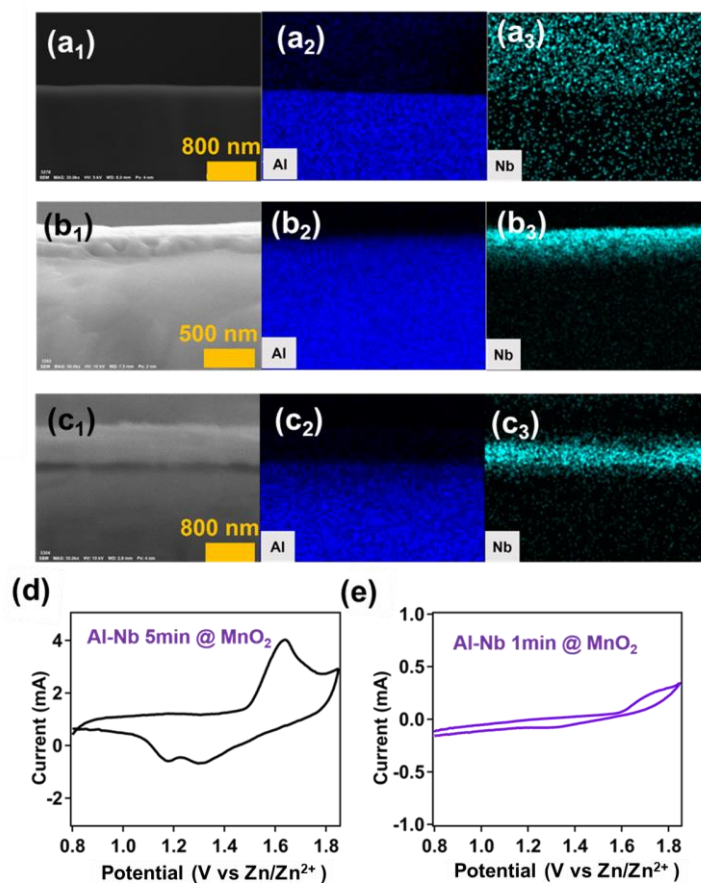 (a1)
(a2)
(a3)
800 nm
Al
Nb
(b1)
(b2)
(b3)
500 nm
Al
Nb
(c1)
(c2)
(c3)
800 nm
Al
Nb
(d)
(e)
Al-Nb 5min @ MnO2
Al-Nb 1min @ MnO2
Current (mA)
4
2
0
-2
0.8 1.0 1.2 1.4 1.6 1.8
Potential (V vs Zn/Zn2+)
Current (mA)
1.0
0.5
0.0
-0.5
-1.0
0.8 1.0 1.2 1.4 1.6 1.8
Potential (V vs Zn/Zn2+)